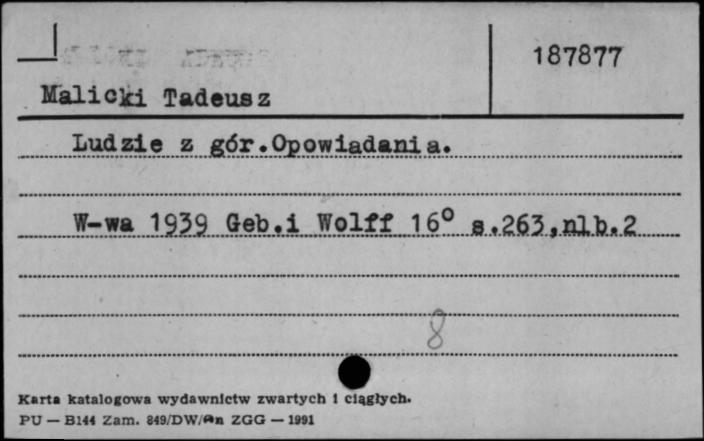 187877
Malicki Tadeusz
Ludzie z gór.Opowiadania.
W-wa 1939 Geb.i Wolff 16° s.263,nlb.2
8
Karta katalogowa wydawnictw zwartych i ciągłych.
PU — B144 Zam. 849/DW/An ZGG — 1991